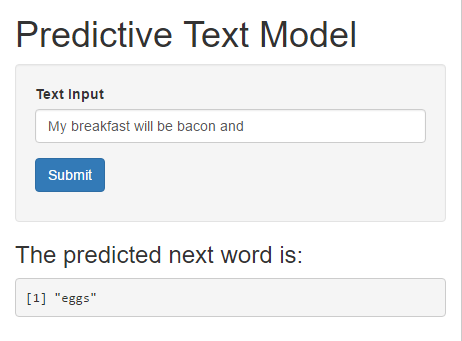 Predictive Text Model
Text Input
My breakfast will be bacon and
Submit
The predicted next word is:
[1] "eggs"